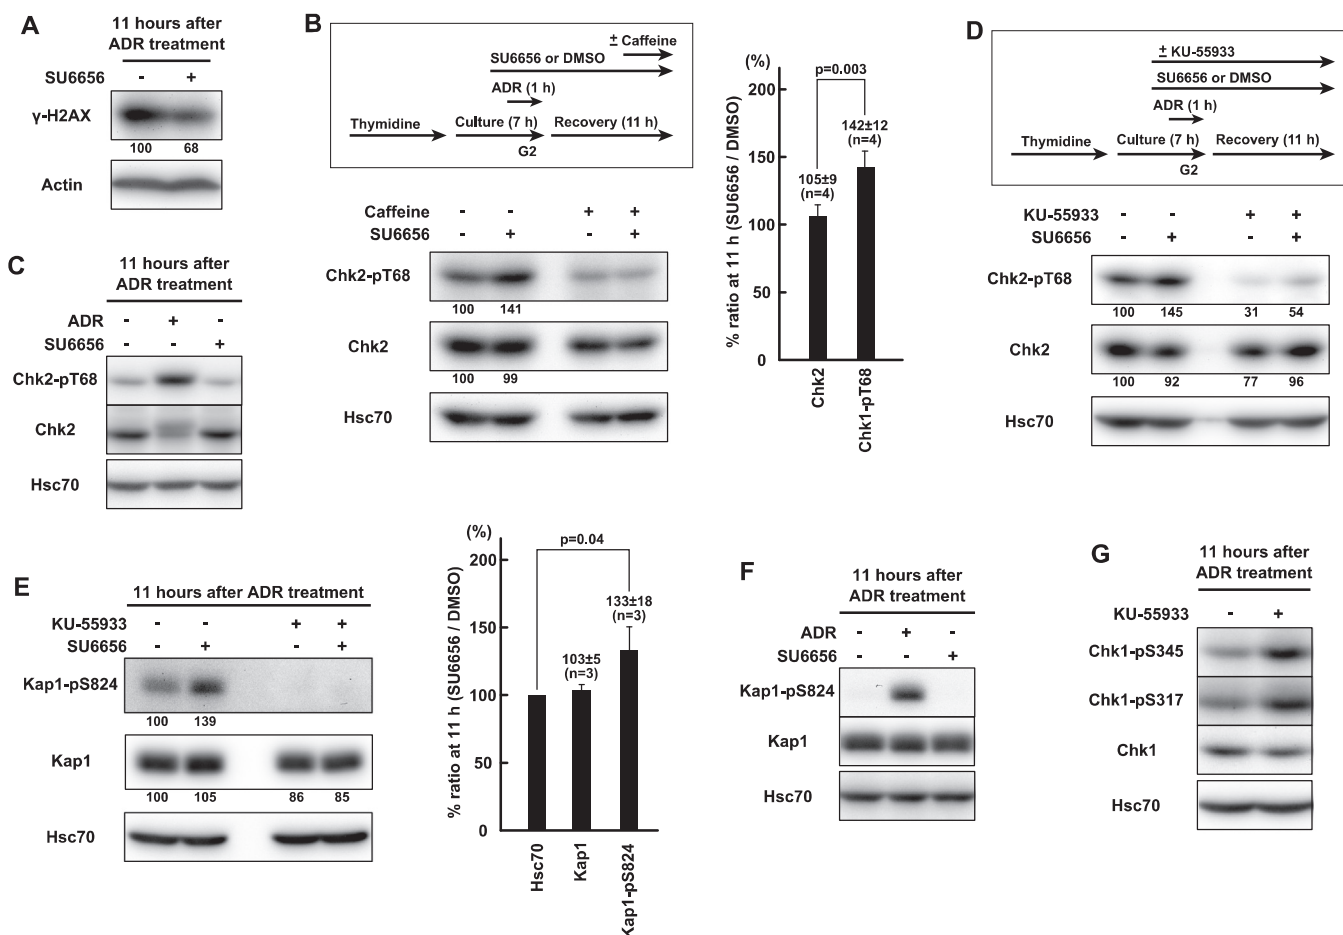 A
11 hours after
ADR treatment
SU6656 - +
γ-H2AX
100 68
Actin
B
± Caffeine
SU6656 or DMSO
ADR (1 h)
Thymidine Culture (7 h) Recovery (11 h)
G2
Caffeine - - + +
SU6656 - + - +
Chk2-pT68
100 141
Chk2
100 99
Hsc70
(%)
p=0.003
200
150
100
50
0
142±12
(n=4)
105±9
(n=4)
% ratio at 11 h (SU6656 / DMSO)
Chk2
Chk1-pT68
C
11 hours after
ADR treatment
ADR - + -
SU6656 - - +
Chk2-pT68
Chk2
Hsc70
D
± KU-55933
SU6656 or DMSO
ADR (1 h)
Thymidine Culture (7 h) Recovery (11 h)
G2
KU-55933 - - + +
SU6656 - + - +
Chk2-pT68
100 145 31 54
Chk2
100 92 77 96
Hsc70
E
11 hours after ADR treatment
KU-55933 - - + +
SU6656 - + - +
Kap1-pS824
100 139
Kap1
100 105 86 85
Hsc70
(%)
p=0.04
200
150
100
50
0
133±18
(n=3)
103±5
(n=3)
% ratio at 11 h (SU6656 / DMSO)
Hsc70
Kap1
Kap1-pS824
F
11 hours after
ADR treatment
ADR - + -
SU6656 - - +
Kap1-pS824
Kap1
Hsc70
G
11 hours after
ADR treatment
KU-55933 - +
Chk1-pS345
Chk1-pS317
Chk1
Hsc70